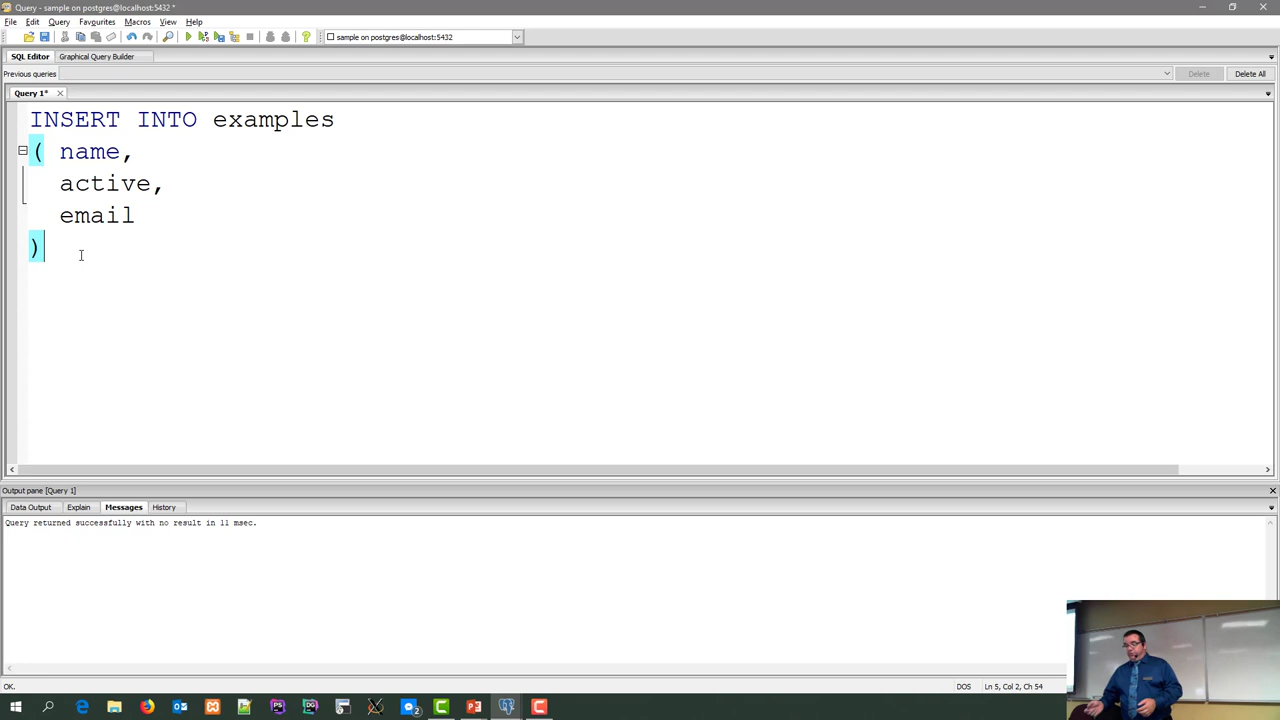 Query - sample on postgres@localhost:5432 *
File Edit Query Favourites Macros View Help
sample on postgres@localhost:5432
SQL Editor Graphical Query Builder
Previous queries Delete Delete All
Query 1*
INSERT INTO examples
( name,
active,
email
)
Output pane [Query 1]
Data Output Explain Messages History
Query returned successfully with no result in 11 msec.
OK. DOS Ln 5, Col 2, Ch 54
PS DG 2